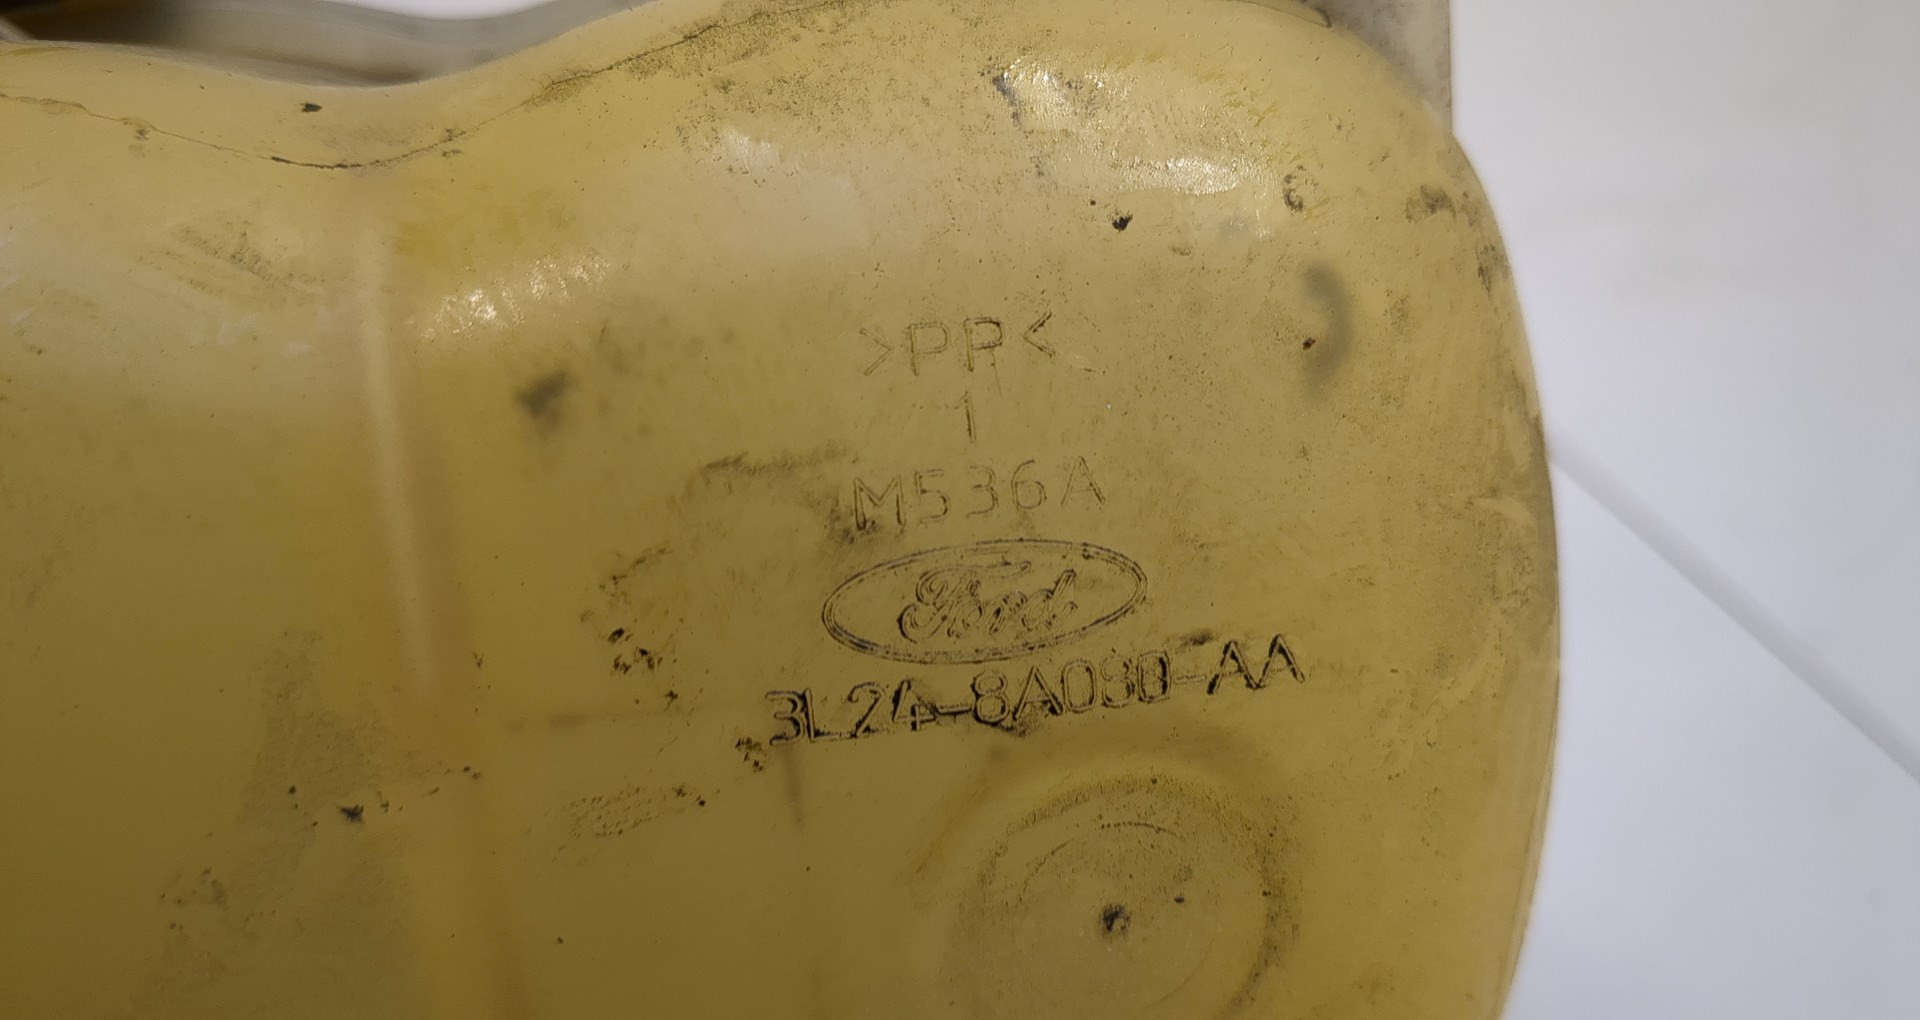 >PP<
1
M536A
Ford
3L24-8A080-AA